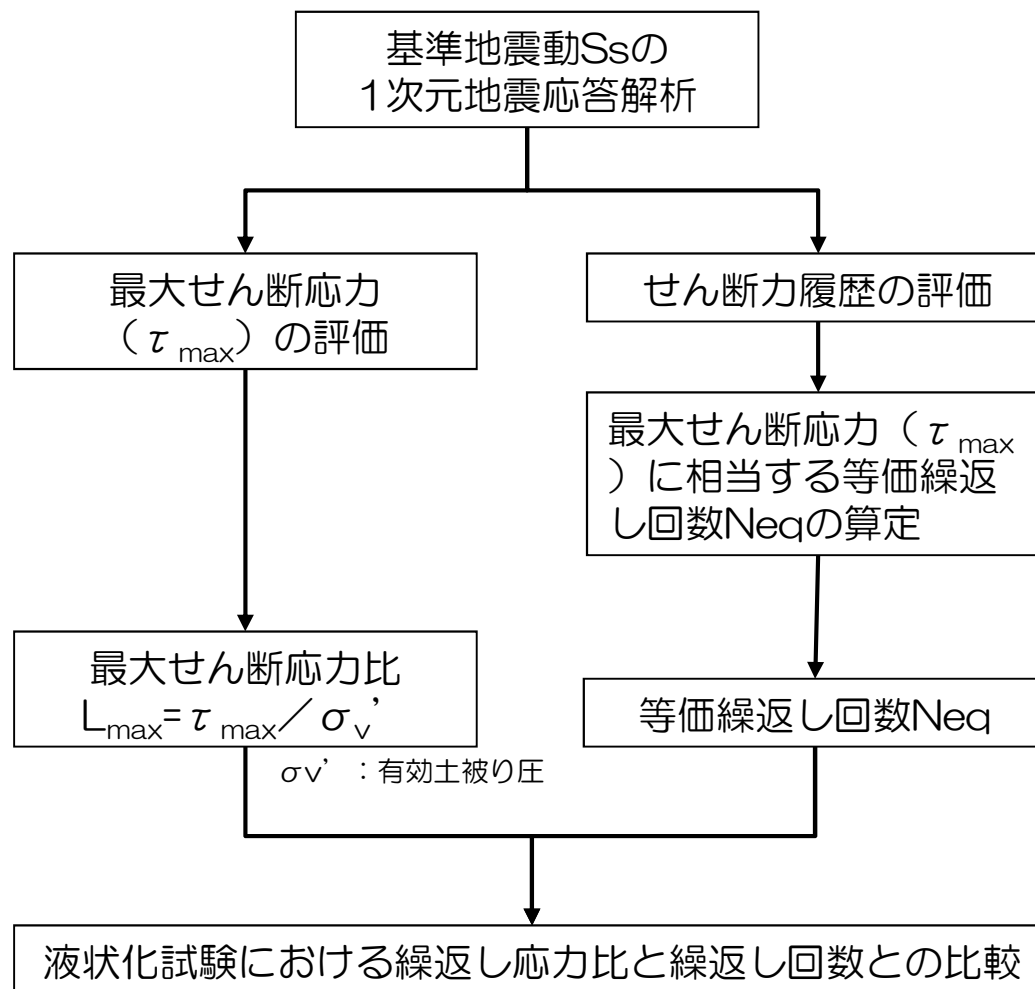 基準地震動Ssの
1次元地震応答解析
最大せん断応力
（τmax）の評価
せん断力履歴の評価
最大せん断応力（τmax
）に相当する等価繰返
し回数Neqの算定
最大せん断応力比
Lmax=τmax／σv’
σv’：有効土被り圧
等価繰返し回数Neq
液状化試験における繰返し応力比と繰返し回数との比較